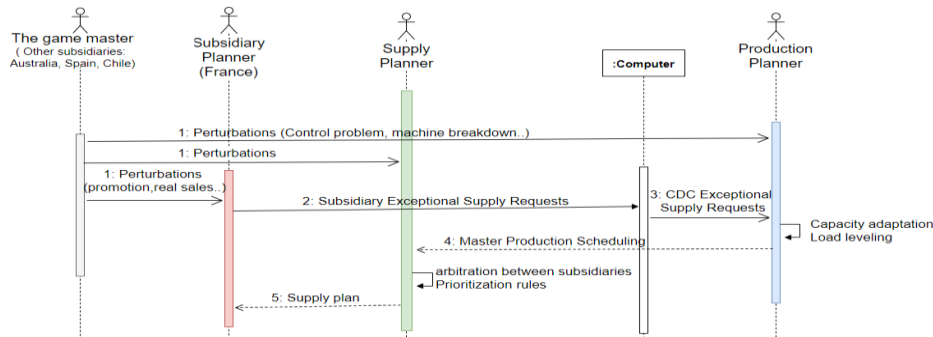 The game master
( Other subsidiaries:
Australia, Spain, Chile)
Subsidiary
Planner
(France)
Supply
Planner
:Computer
Production
Planner
1: Perturbations (Control problem, machine breakdown..)
1: Perturbations
1: Perturbations
(promotion,real sales..)
2: Subsidiary Exceptional Supply Requests
3: CDC Exceptional
Supply Requests
Capacity adaptation
Load leveling
4: Master Production Scheduling
arbitration between subsidiaries
Prioritization rules
5: Supply plan